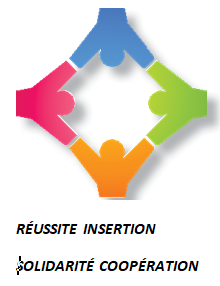 RÉUSSITE INSERTION
SOLIDARITÉ COOPÉRATION